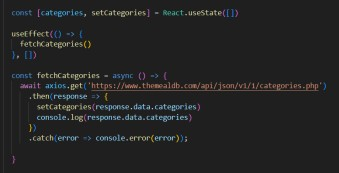 const [categories, setCategories] = React.useState([])
useEffect(() => {
fetchCategories()
}, [])
const fetchCategories = async () => {
await axios.get('https://www.themealdb.com/api/json/v1/1/categories.php')
.then(response => {
setCategories(response.data.categories)
console.log(response.data.categories)
})
.catch(error => console.error(error));
}